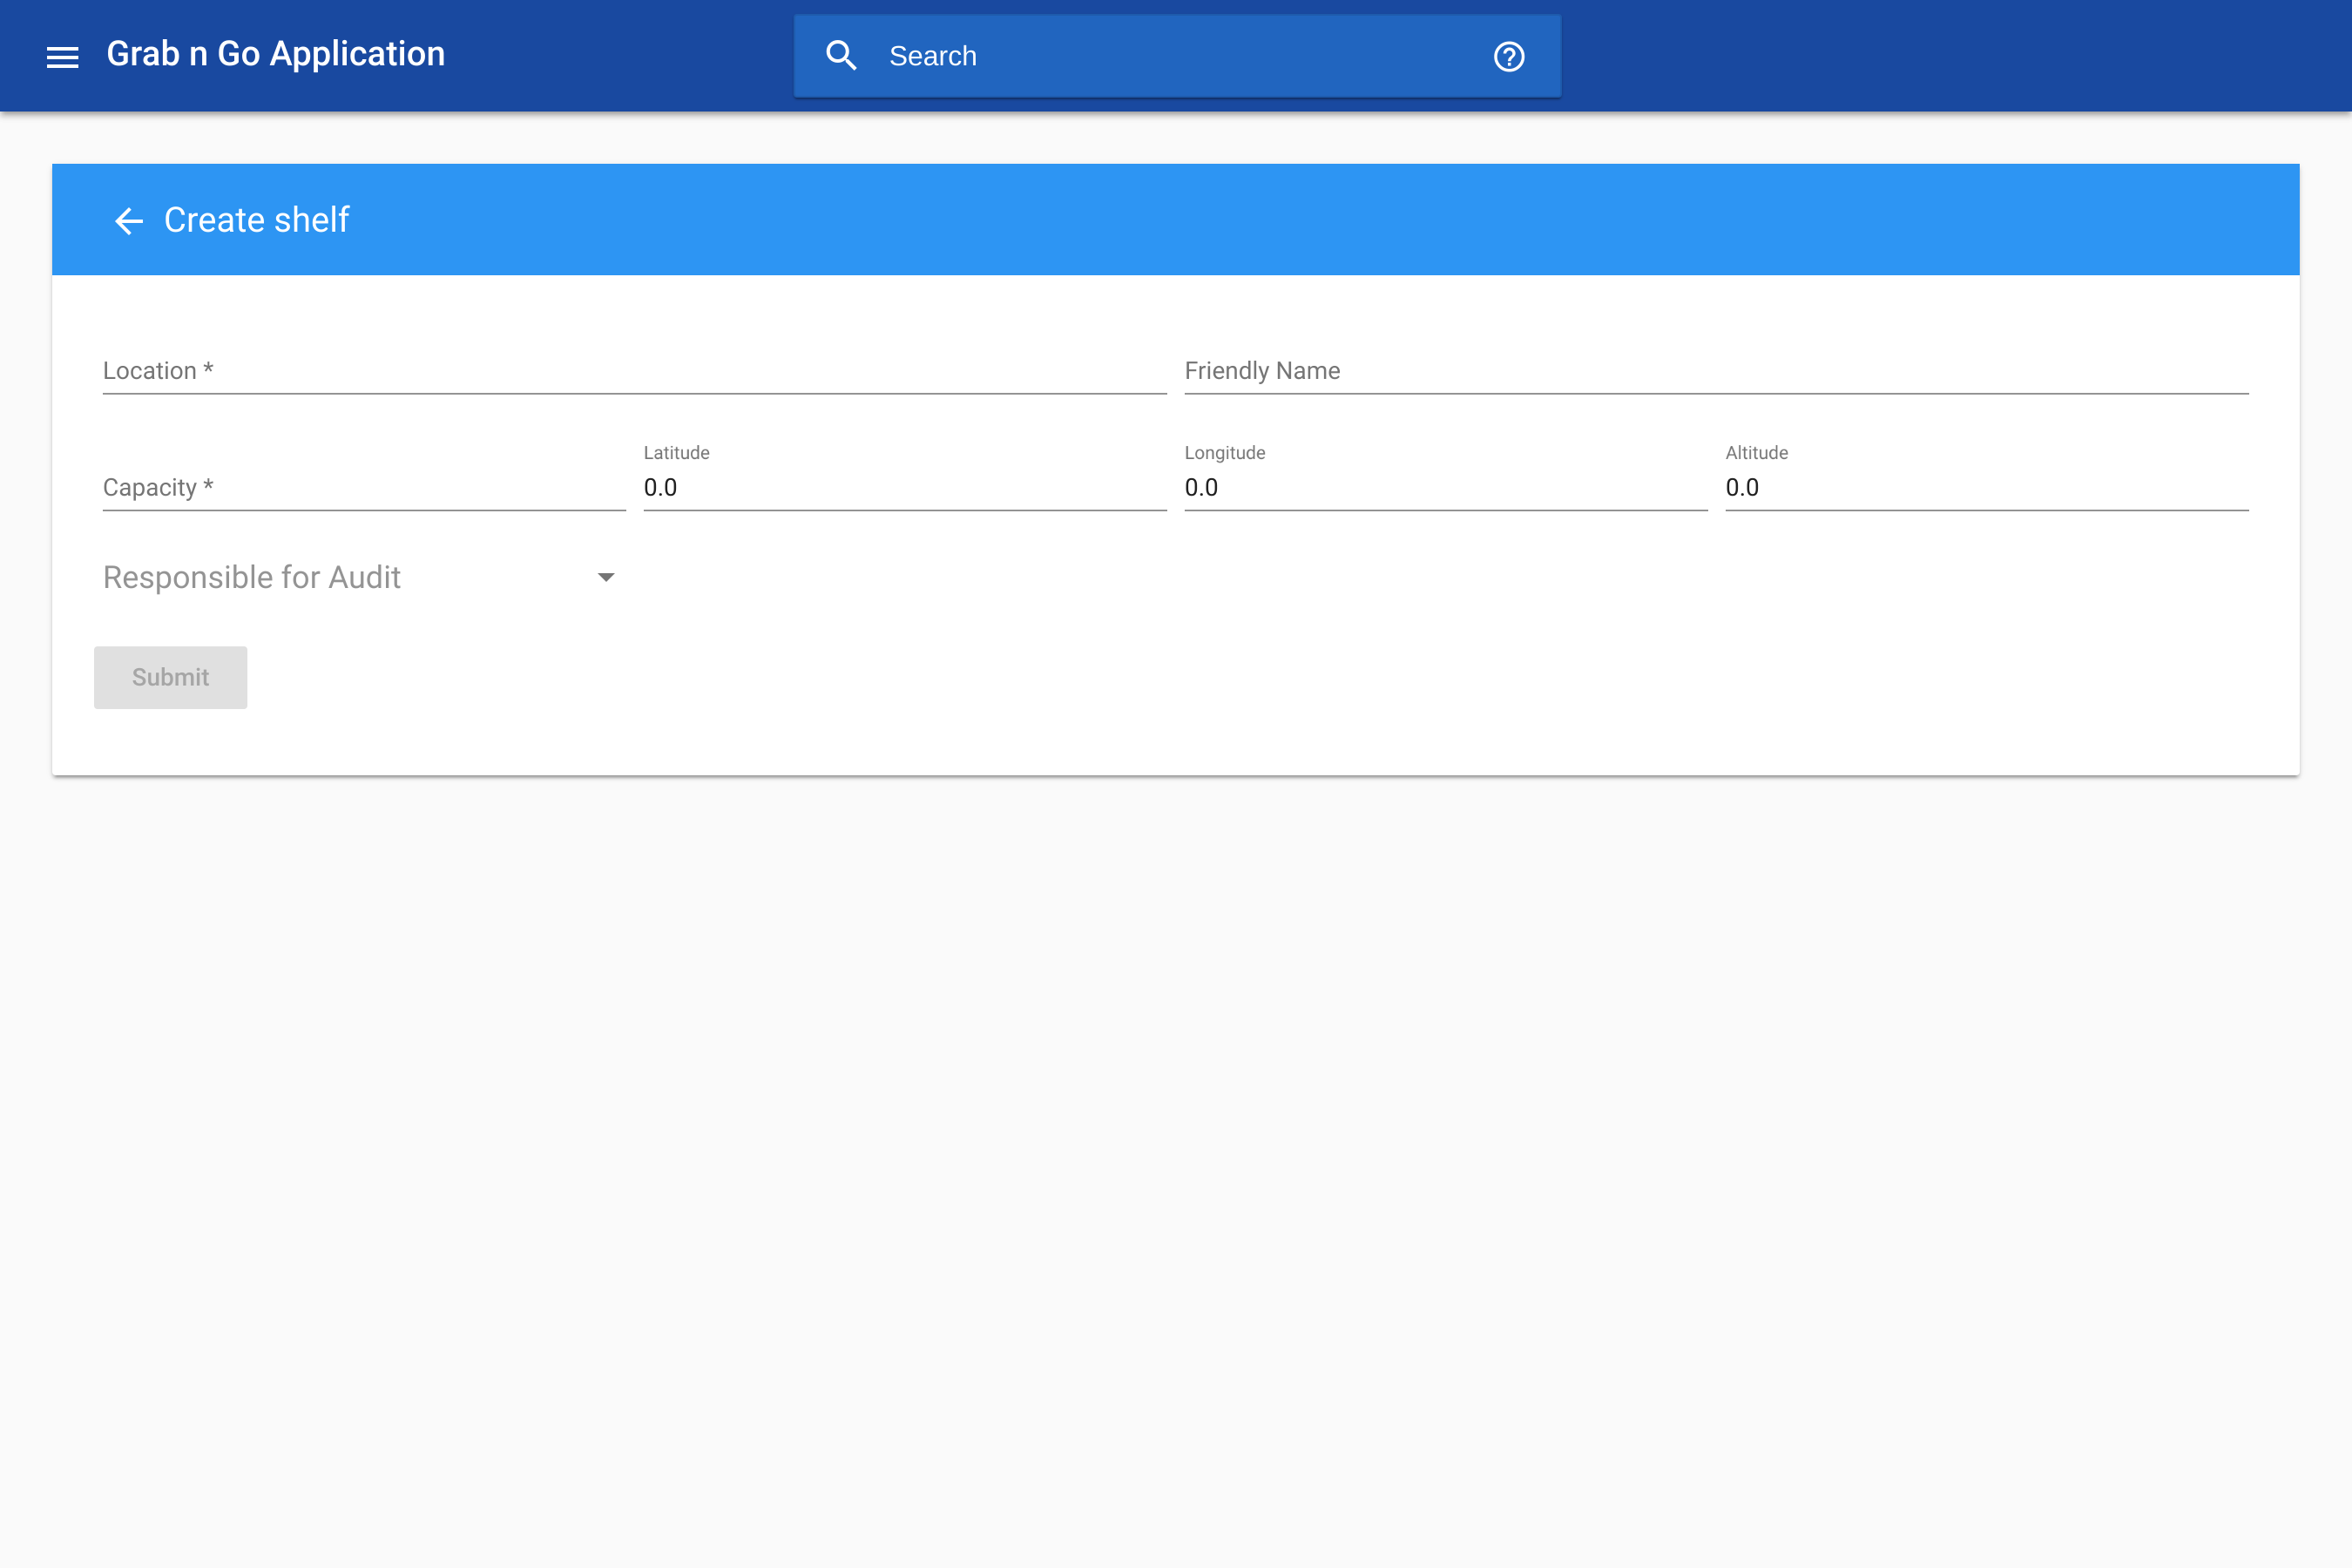 Grab n Go Application
Search
Create shelf
Location *
Friendly Name
Capacity *
Latitude
0.0
Longitude
0.0
Altitude
0.0
Responsible for Audit
Submit